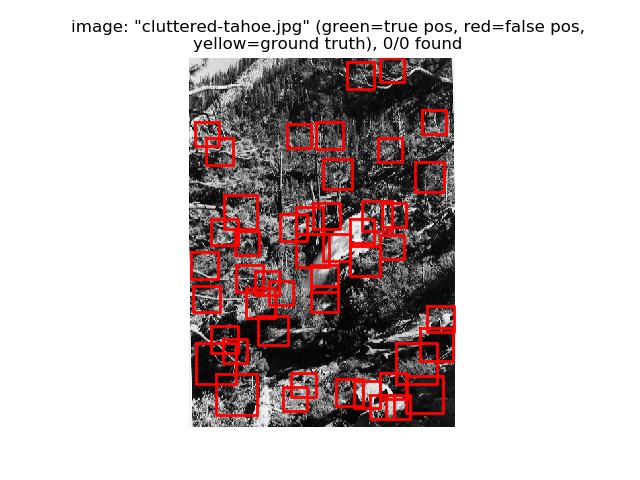 image: "cluttered-tahoe.jpg" (green=true pos, red=false pos,
yellow=ground truth), 0/0 found